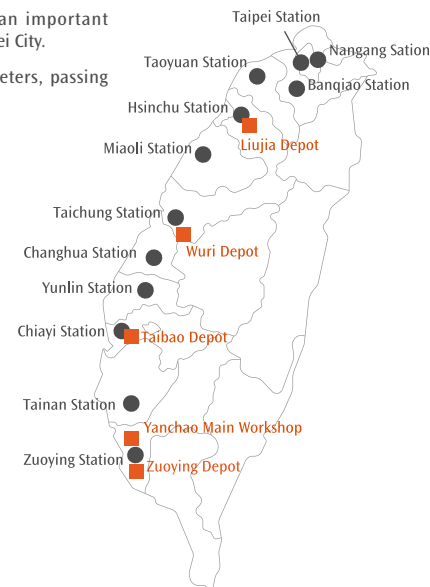 an important
ei City.
eters, passing
Taipei Station
Nangang Sation
Taoyuan Station
Banqiao Station
Hsinchu Station
Liujia Depot
Miaoli Station
Taichung Station
Wuri Depot
Changhua Station
Yunlin Station
Chiayi Station
Taibao Depot
Tainan Station
Yanchao Main Workshop
Zuoying Station
Zuoying Depot